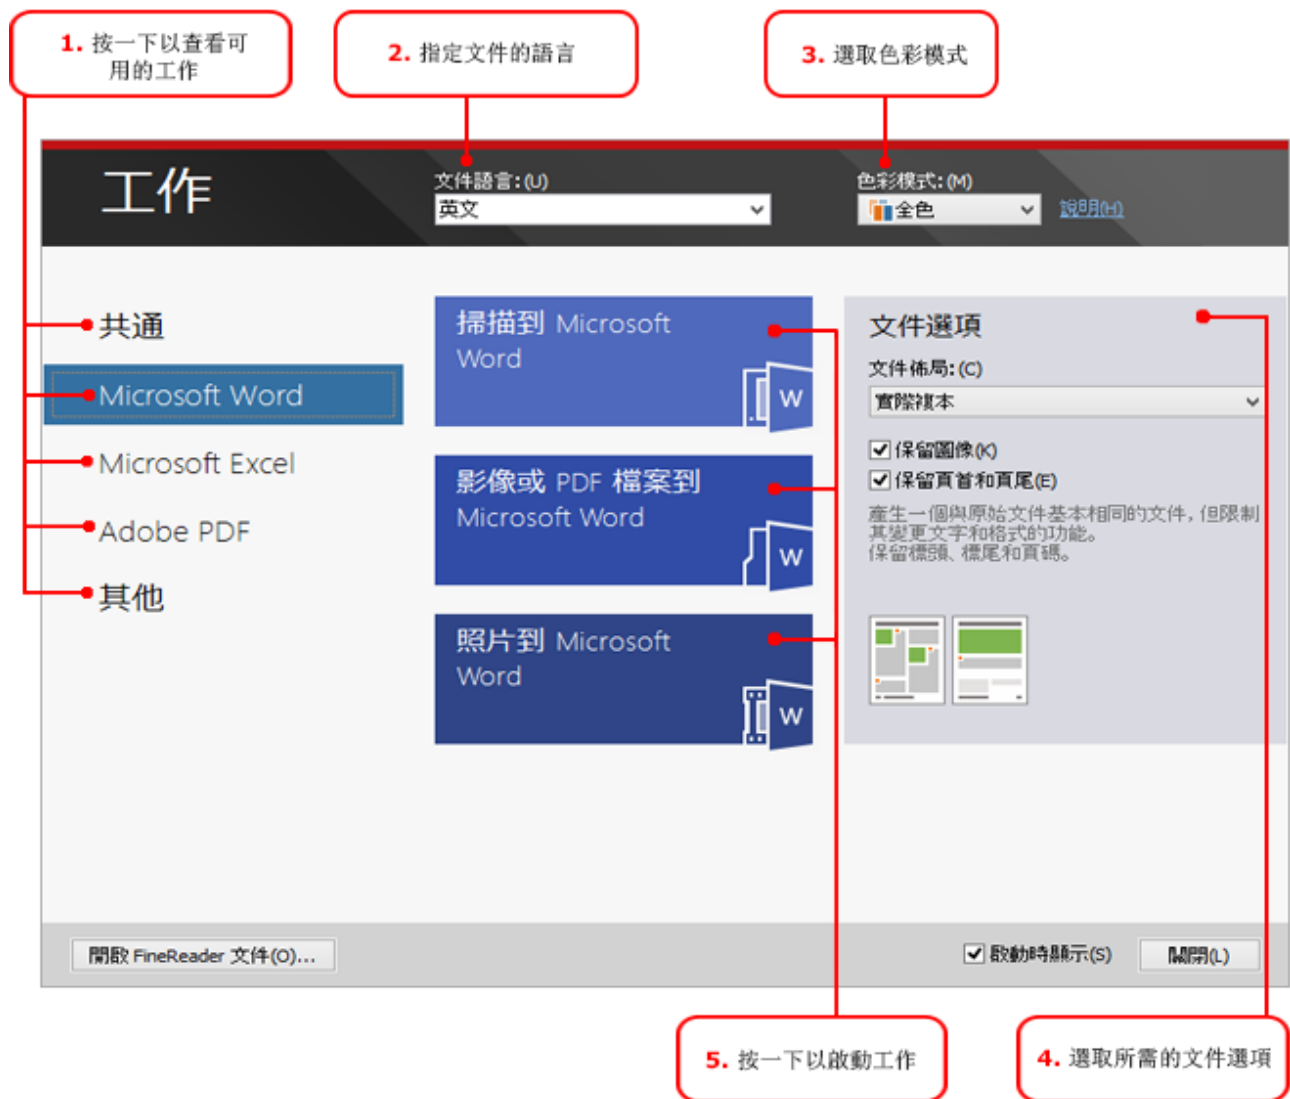 1. 按一下以查看可
用的工作
2. 指定文件的語言
3. 選取色彩模式
工作
文件語言:(U)
英文
色彩模式:(M)
全色
說明(H)
共通
Microsoft Word
Microsoft Excel
Adobe PDF
其他
掃描到 Microsoft
Word
W
影像或 PDF 檔案到
Microsoft Word
W
照片到 Microsoft
Word
W
文件選項
文件佈局:(C)
實際複本
保留圖像(K)
保留頁首和頁尾(E)
產生一個與原始文件基本相同的文件，但限制
其變更文字和格式的功能。
保留標頭、標尾和頁碼。
開啟 FineReader 文件(O)...
啟動時顯示(S)
關閉(L)
5. 按一下以啟動工作
4. 選取所需的文件選項